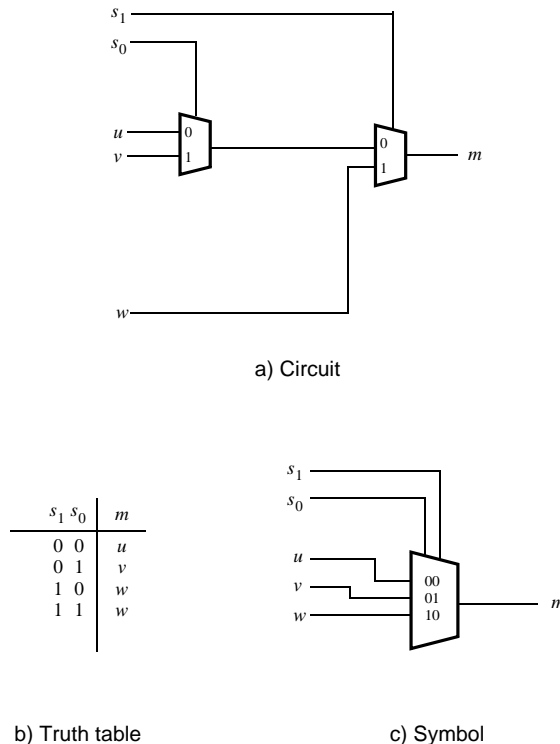 s1
s0
u 0
v 1
0
1
m
w
a) Circuit
s1 s0 m
0 0 u
0 1 v
1 0 w
1 1 w
b) Truth table
s1
s0
u 00
v 01
w 10
m
c) Symbol